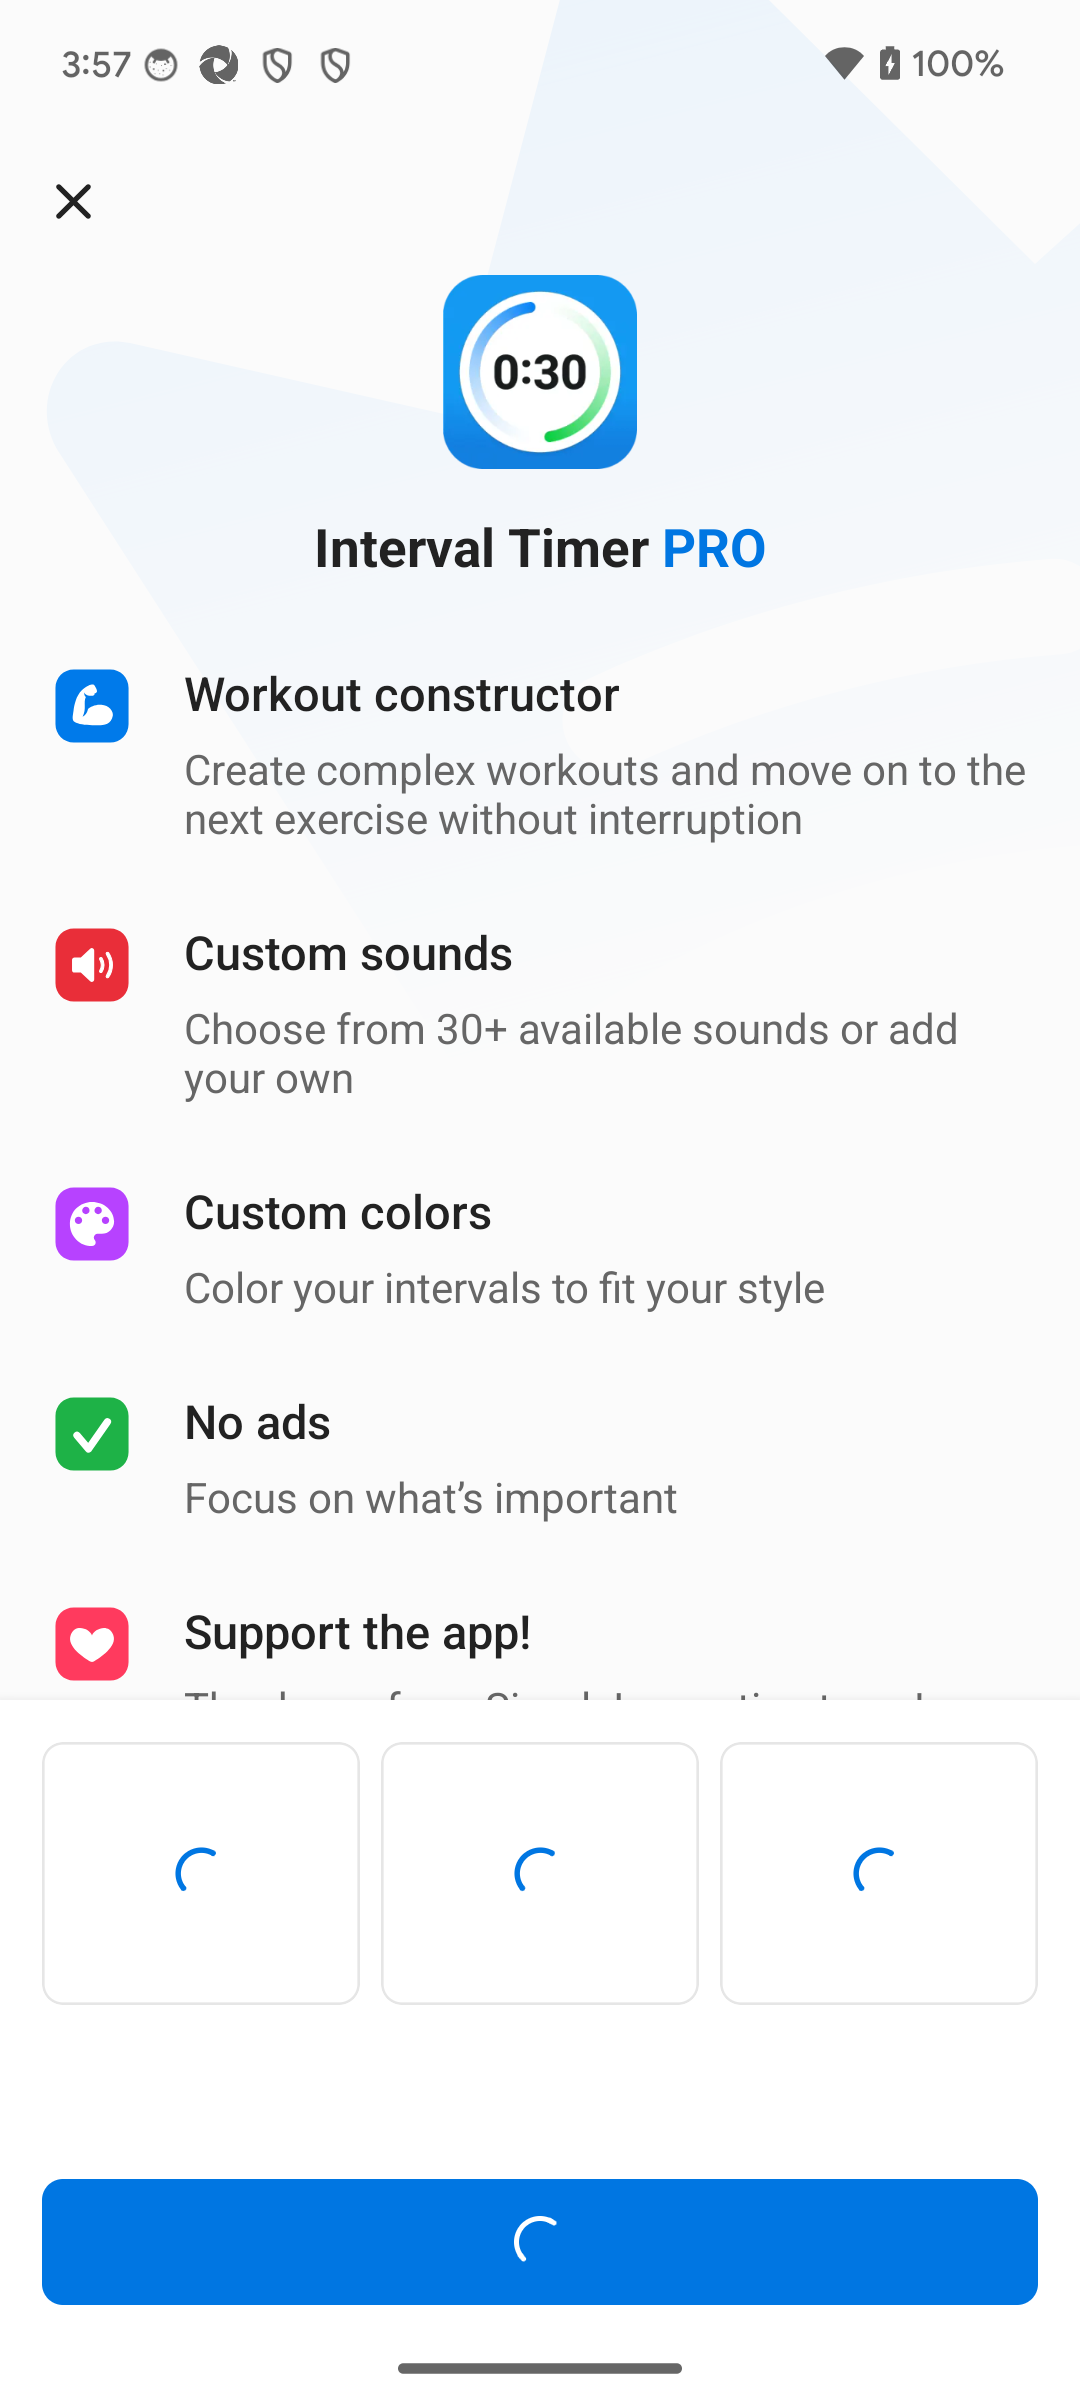 3:57
100%
0:30
Interval Timer PRO
Workout constructor
Create complex workouts and move on to the
next exercise without interruption
Custom sounds
Choose from 30+ available sounds or add
your own
Custom colors
Color your intervals to fit your style
No ads
Focus on what’s important
Support the app!